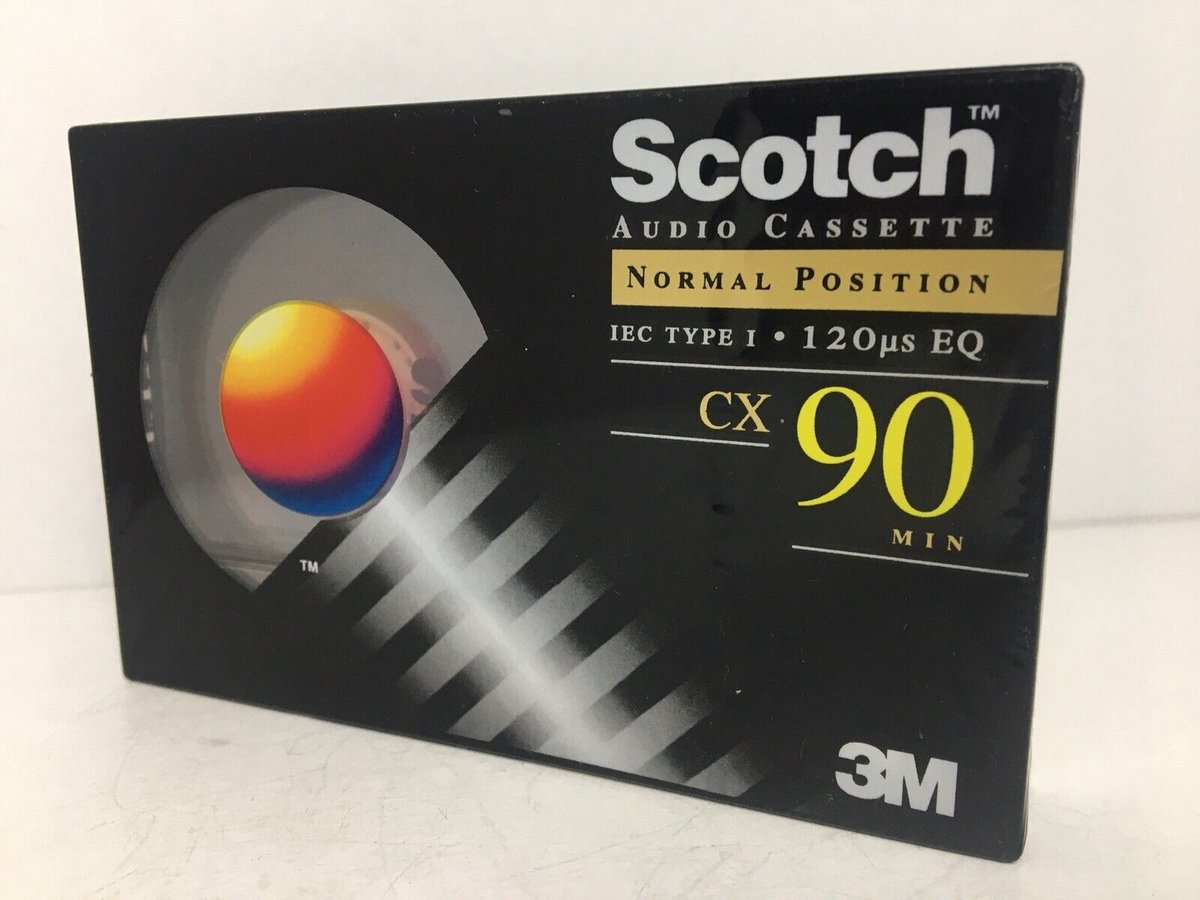 Scotch™
AUDIO CASSETTE
NORMAL POSITION
IEC TYPE I • 120µs EQ
CX 90
MIN
TM
3M